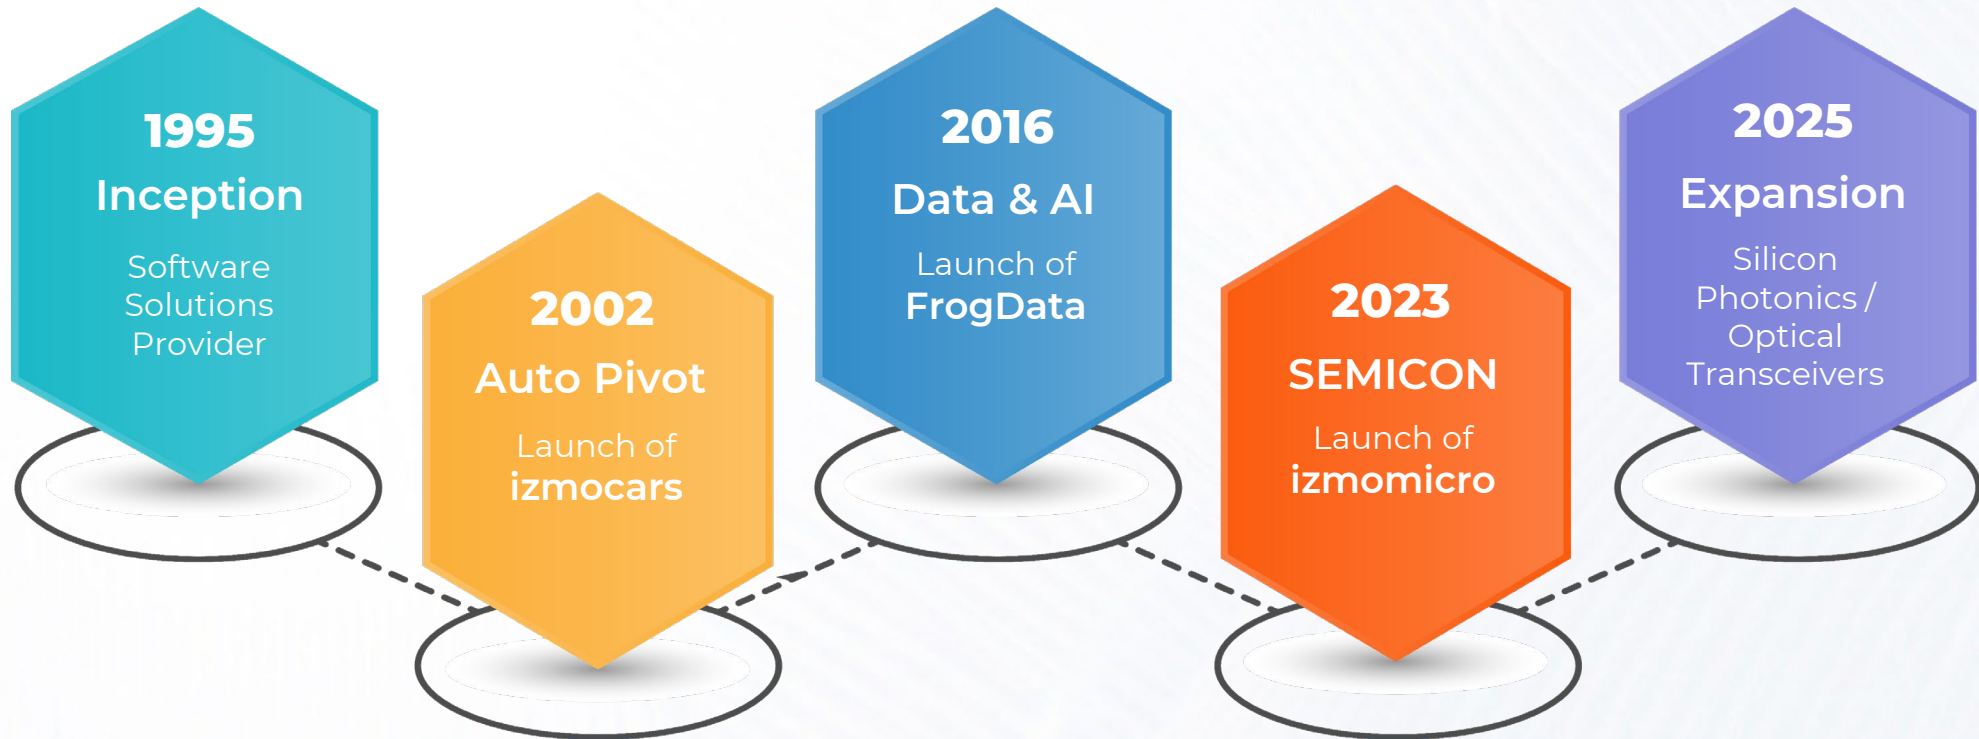 1995
Inception
Software
Solutions
Provider
2002
Auto Pivot
Launch of
izmocars
2016
Data & AI
Launch of
FrogData
2023
SEMICON
Launch of
izmomicro
2025
Expansion
Silicon
Photonics /
Optical
Transceivers